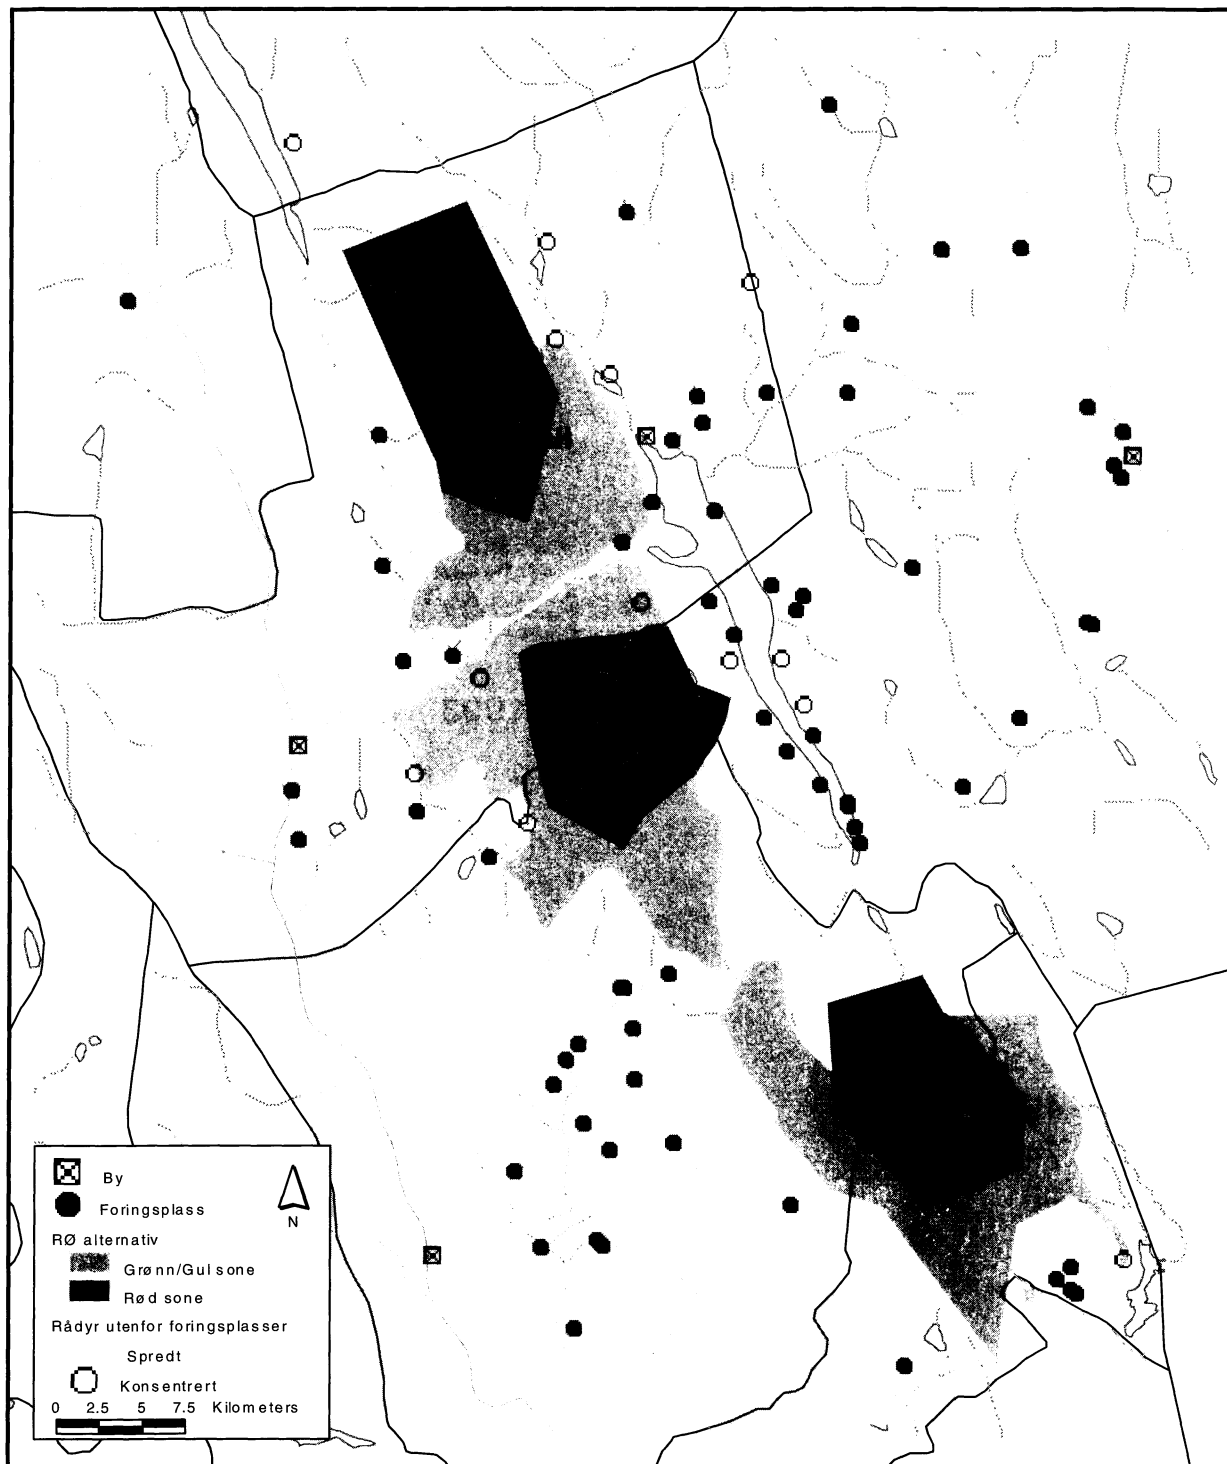 By
N
Foringsplass
RØ alternativ
Grønn/Gul sone
Rød sone
Rådyr utenfor foringsplasser
Spredt
Konsentrert
0 2.5 5 7.5 Kilometers